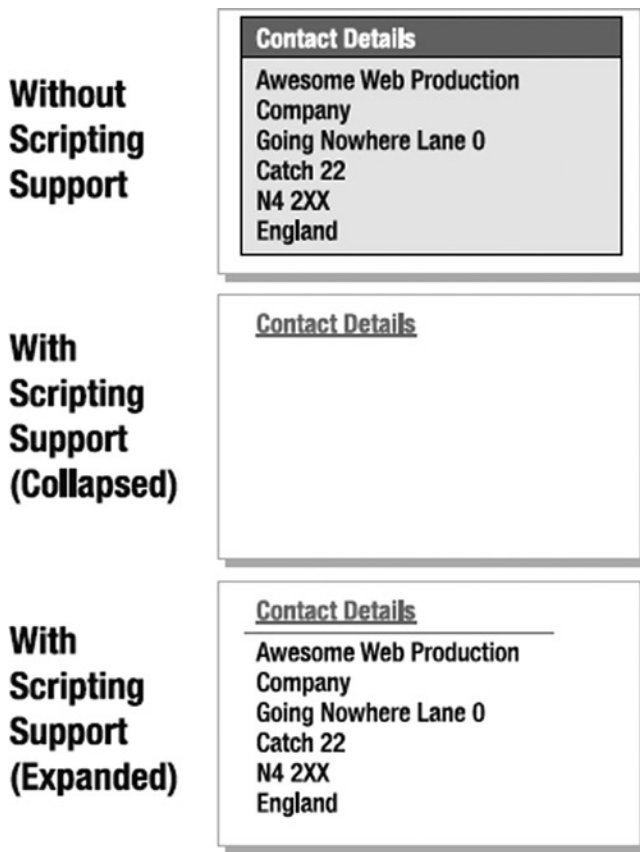 Without
Scripting
Support
Contact Details
Awesome Web Production
Company
Going Nowhere Lane 0
Catch 22
N4 2XX
England
With
Scripting
Support
(Collapsed)
Contact Details
With
Scripting
Support
(Expanded)
Contact Details
Awesome Web Production
Company
Going Nowhere Lane 0
Catch 22
N4 2XX
England